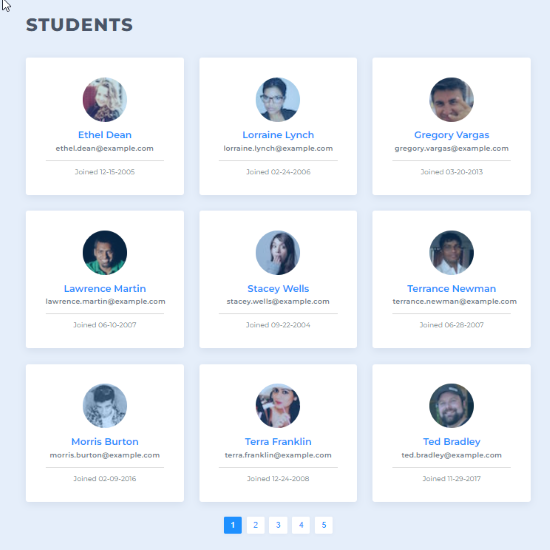 STUDENTS
Ethel Dean
ethel.dean@example.com
Joined 12-15-2005
Lorraine Lynch
lorraine.lynch@example.com
Joined 02-24-2006
Gregory Vargas
gregory.vargas@example.com
Joined 03-20-2013
Lawrence Martin
lawrence.martin@example.com
Joined 06-10-2007
Stacey Wells
stacey.wells@example.com
Joined 09-22-2004
Terrance Newman
terrance.newman@example.com
Joined 06-28-2007
Morris Burton
morris.burton@example.com
Joined 02-09-2016
Terra Franklin
terra.franklin@example.com
Joined 12-24-2008
Ted Bradley
ted.bradley@example.com
Joined 11-29-2017
1 2 3 4 5